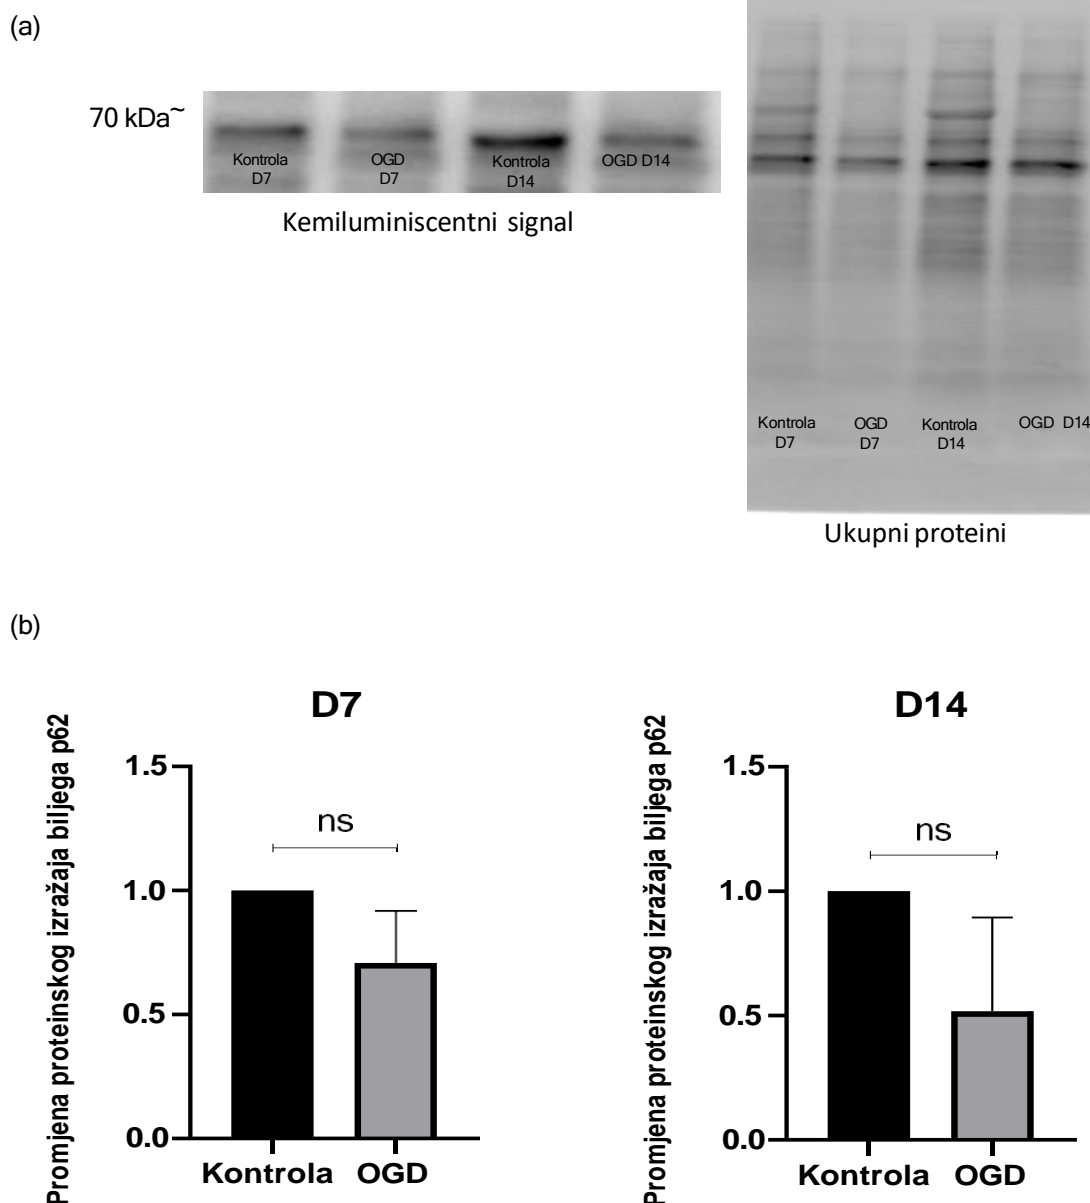 (a)
70 kDa~
Kontrola
D7
OGD
D7
Kontrola
D14
OGD D14
Kemiluminiscentni signal
Kontrola
D7
OGD
D7
Kontrola
D14
OGD D14
Ukupni proteini
(b)
D7
Promjena proteinskog izražaja biljega p62
1.5
1.0
0.5
0.0
ns
Kontrola OGD
D14
Promjena proteinskog izražaja biljega p62
1.5
1.0
0.5
0.0
ns
Kontrola OGD